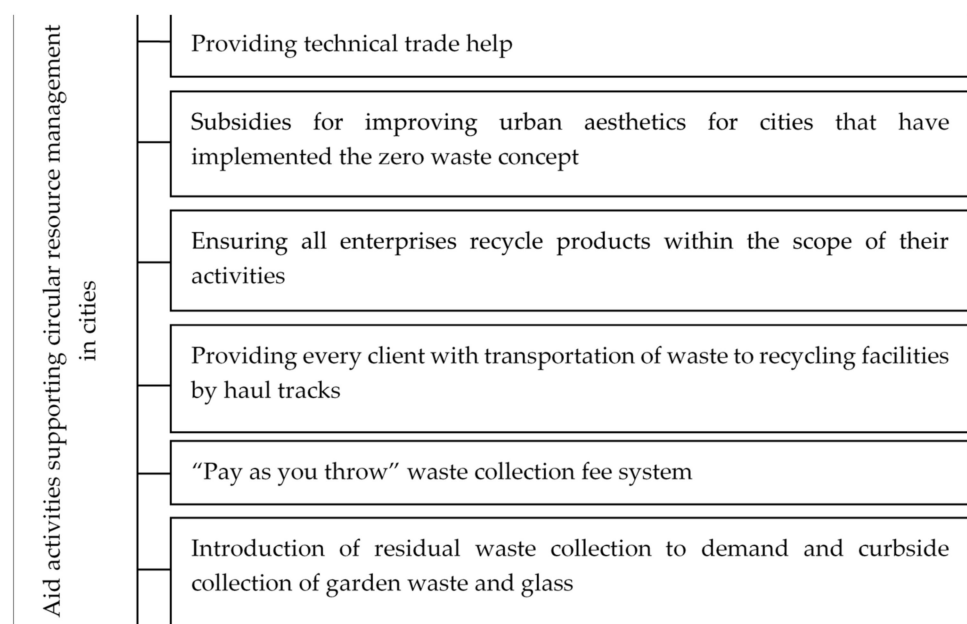 Aid activities supporting circular resource management
in cities
Providing technical trade help
Subsidies for improving urban aesthetics for cities that have
implemented the zero waste concept
Ensuring all enterprises recycle products within the scope of their
activities
Providing every client with transportation of waste to recycling facilities
by haul tracks
“Pay as you throw” waste collection fee system
Introduction of residual waste collection to demand and curbside
collection of garden waste and glass